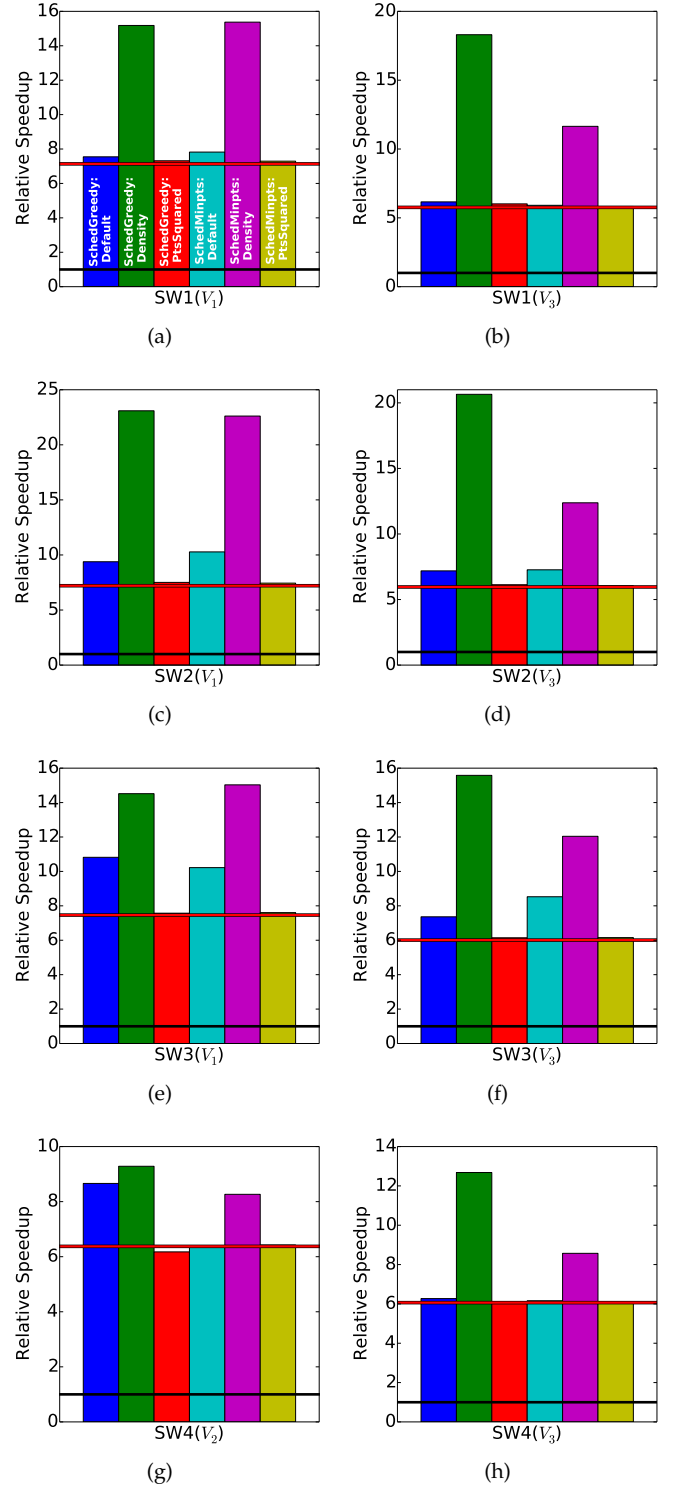 16
14
12
10
8
6
4
2
0
Relative Speedup
SchedGreedy:
Default
SchedGreedy:
Density
SchedGreedy:
PtsSquared
SchedMinpts:
Default
SchedMinpts:
Density
SchedMinpts:
PtsSquared
SW1(V1)
(a)
20
15
10
5
0
Relative Speedup
SW1(V3)
(b)
25
20
15
10
5
0
Relative Speedup
SW2(V1)
(c)
20
15
10
5
0
Relative Speedup
SW2(V3)
(d)
16
14
12
10
8
6
4
2
0
Relative Speedup
SW3(V1)
(e)
16
14
12
10
8
6
4
2
0
Relative Speedup
SW3(V3)
(f)
10
8
6
4
2
0
Relative Speedup
SW4(V2)
(g)
14
12
10
8
6
4
2
0
Relative Speedup
SW4(V3)
(h)